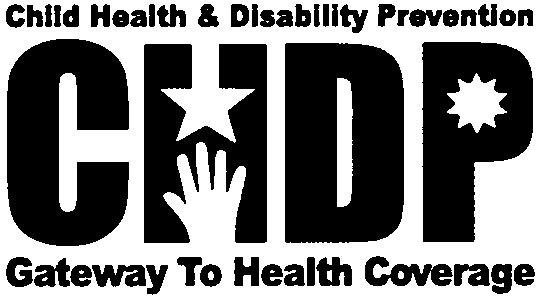 Child Health & Disability Prevention
CHDP
Gateway To Health Coverage